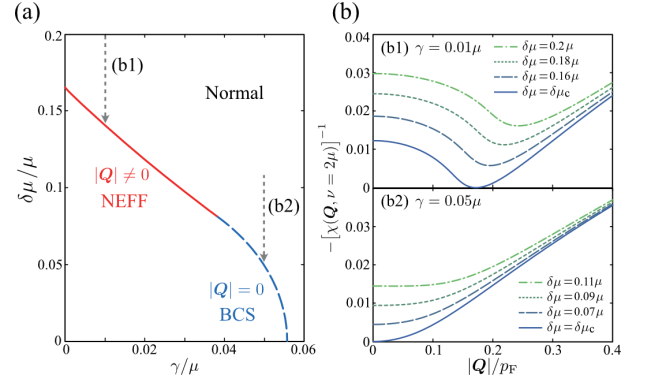 (a)
0.2
0.15
0.1
0.05
0
0
0.02
0.04
0.06
δμ/μ
γ/μ
(b1)
Normal
|Q| ≠ 0
NEFF
(b2)
|Q| = 0
BCS
(b)
(b1) γ = 0.01μ
δμ = 0.2μ
δμ = 0.18μ
δμ = 0.16μ
δμ = δμc
0.04
0.03
0.02
0.01
0
−[χ(Q, ν = 2μ)]⁻¹
(b2) γ = 0.05μ
δμ = 0.11μ
δμ = 0.09μ
δμ = 0.07μ
δμ = δμc
0.03
0.02
0.01
0
0
0.1
0.2
0.3
0.4
|Q|/pF